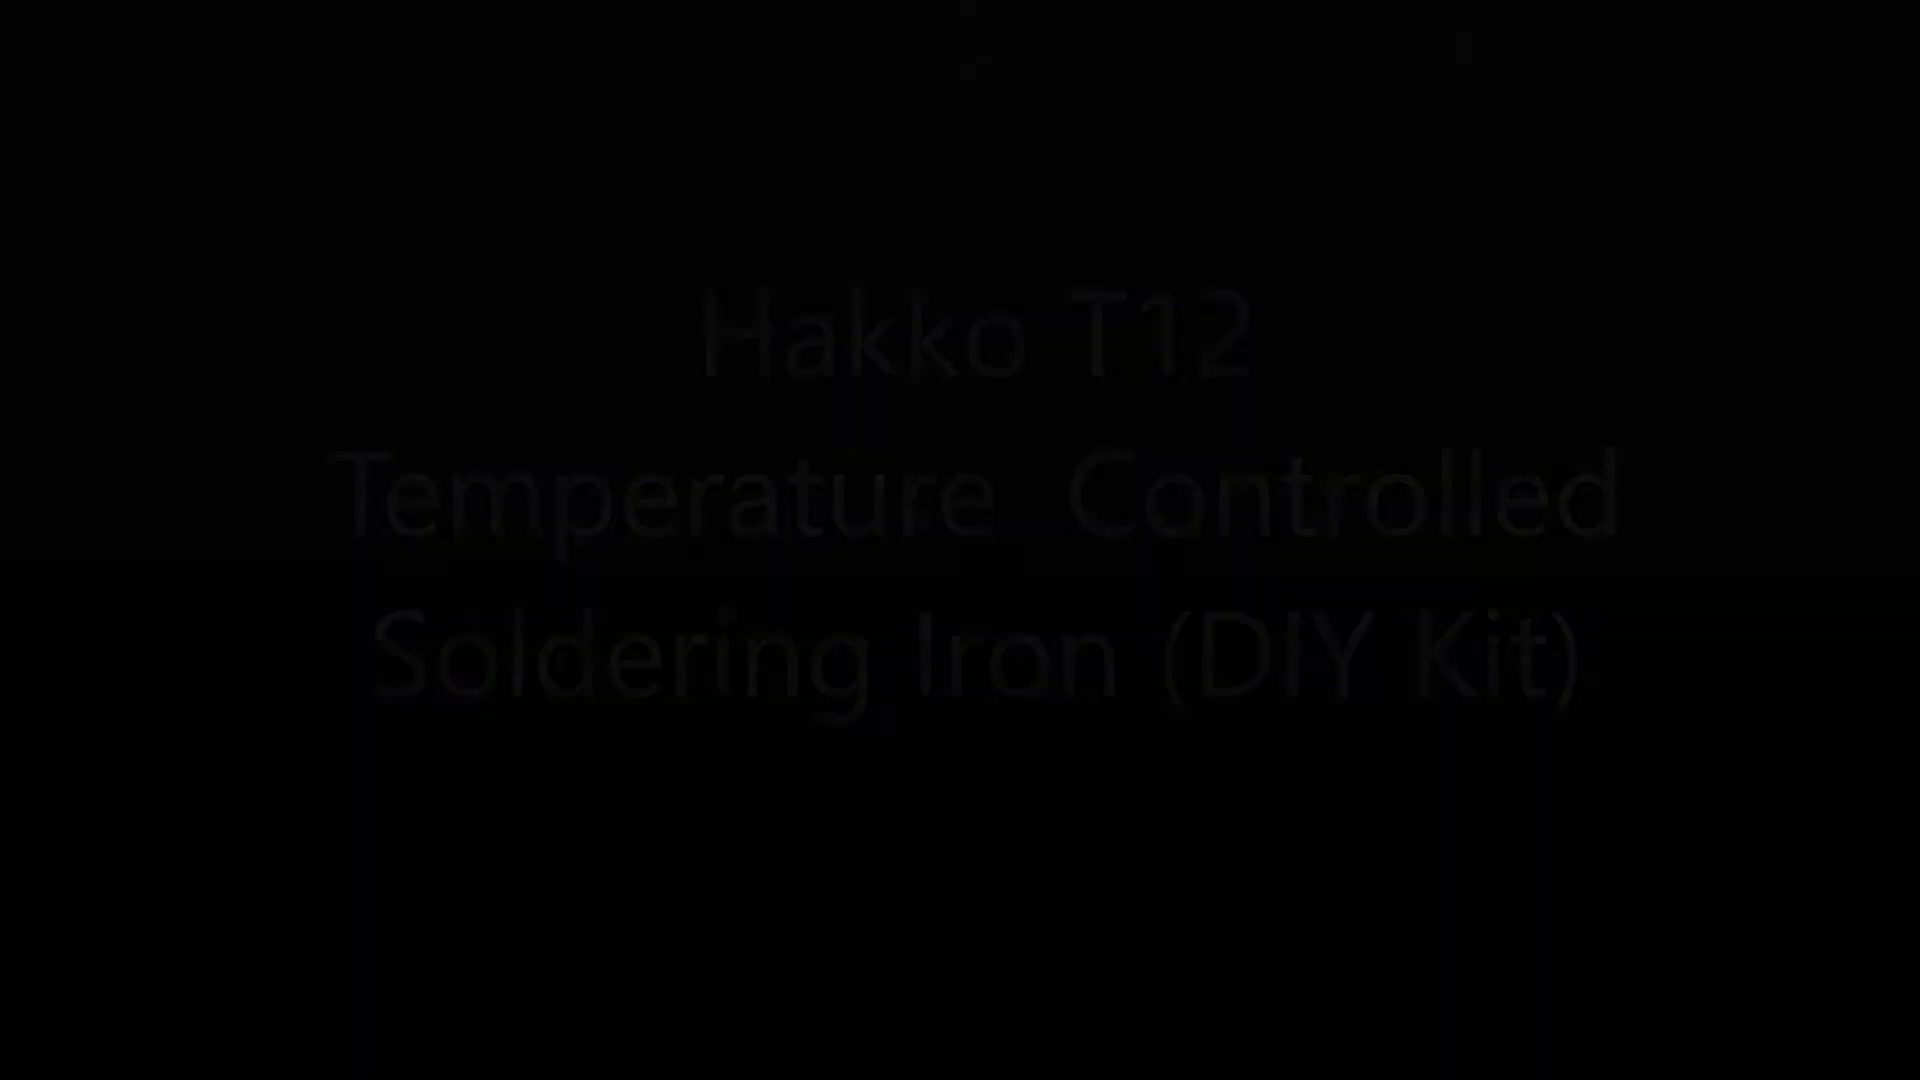 Hakko T12
Temperature  Controlled
Soldering Iron (DIY Kit)